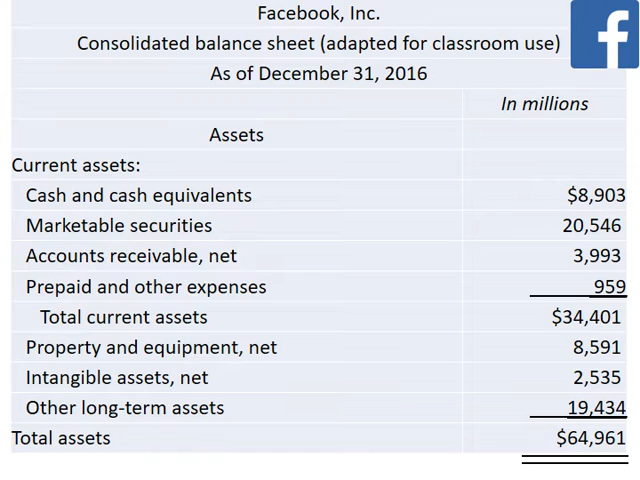 Facebook, Inc.
Consolidated balance sheet (adapted for classroom use)
As of December 31, 2016
In millions
Assets
Current assets:
Cash and cash equivalents $8,903
Marketable securities 20,546
Accounts receivable, net 3,993
Prepaid and other expenses 959
Total current assets $34,401
Property and equipment, net 8,591
Intangible assets, net 2,535
Other long-term assets 19,434
Total assets $64,961